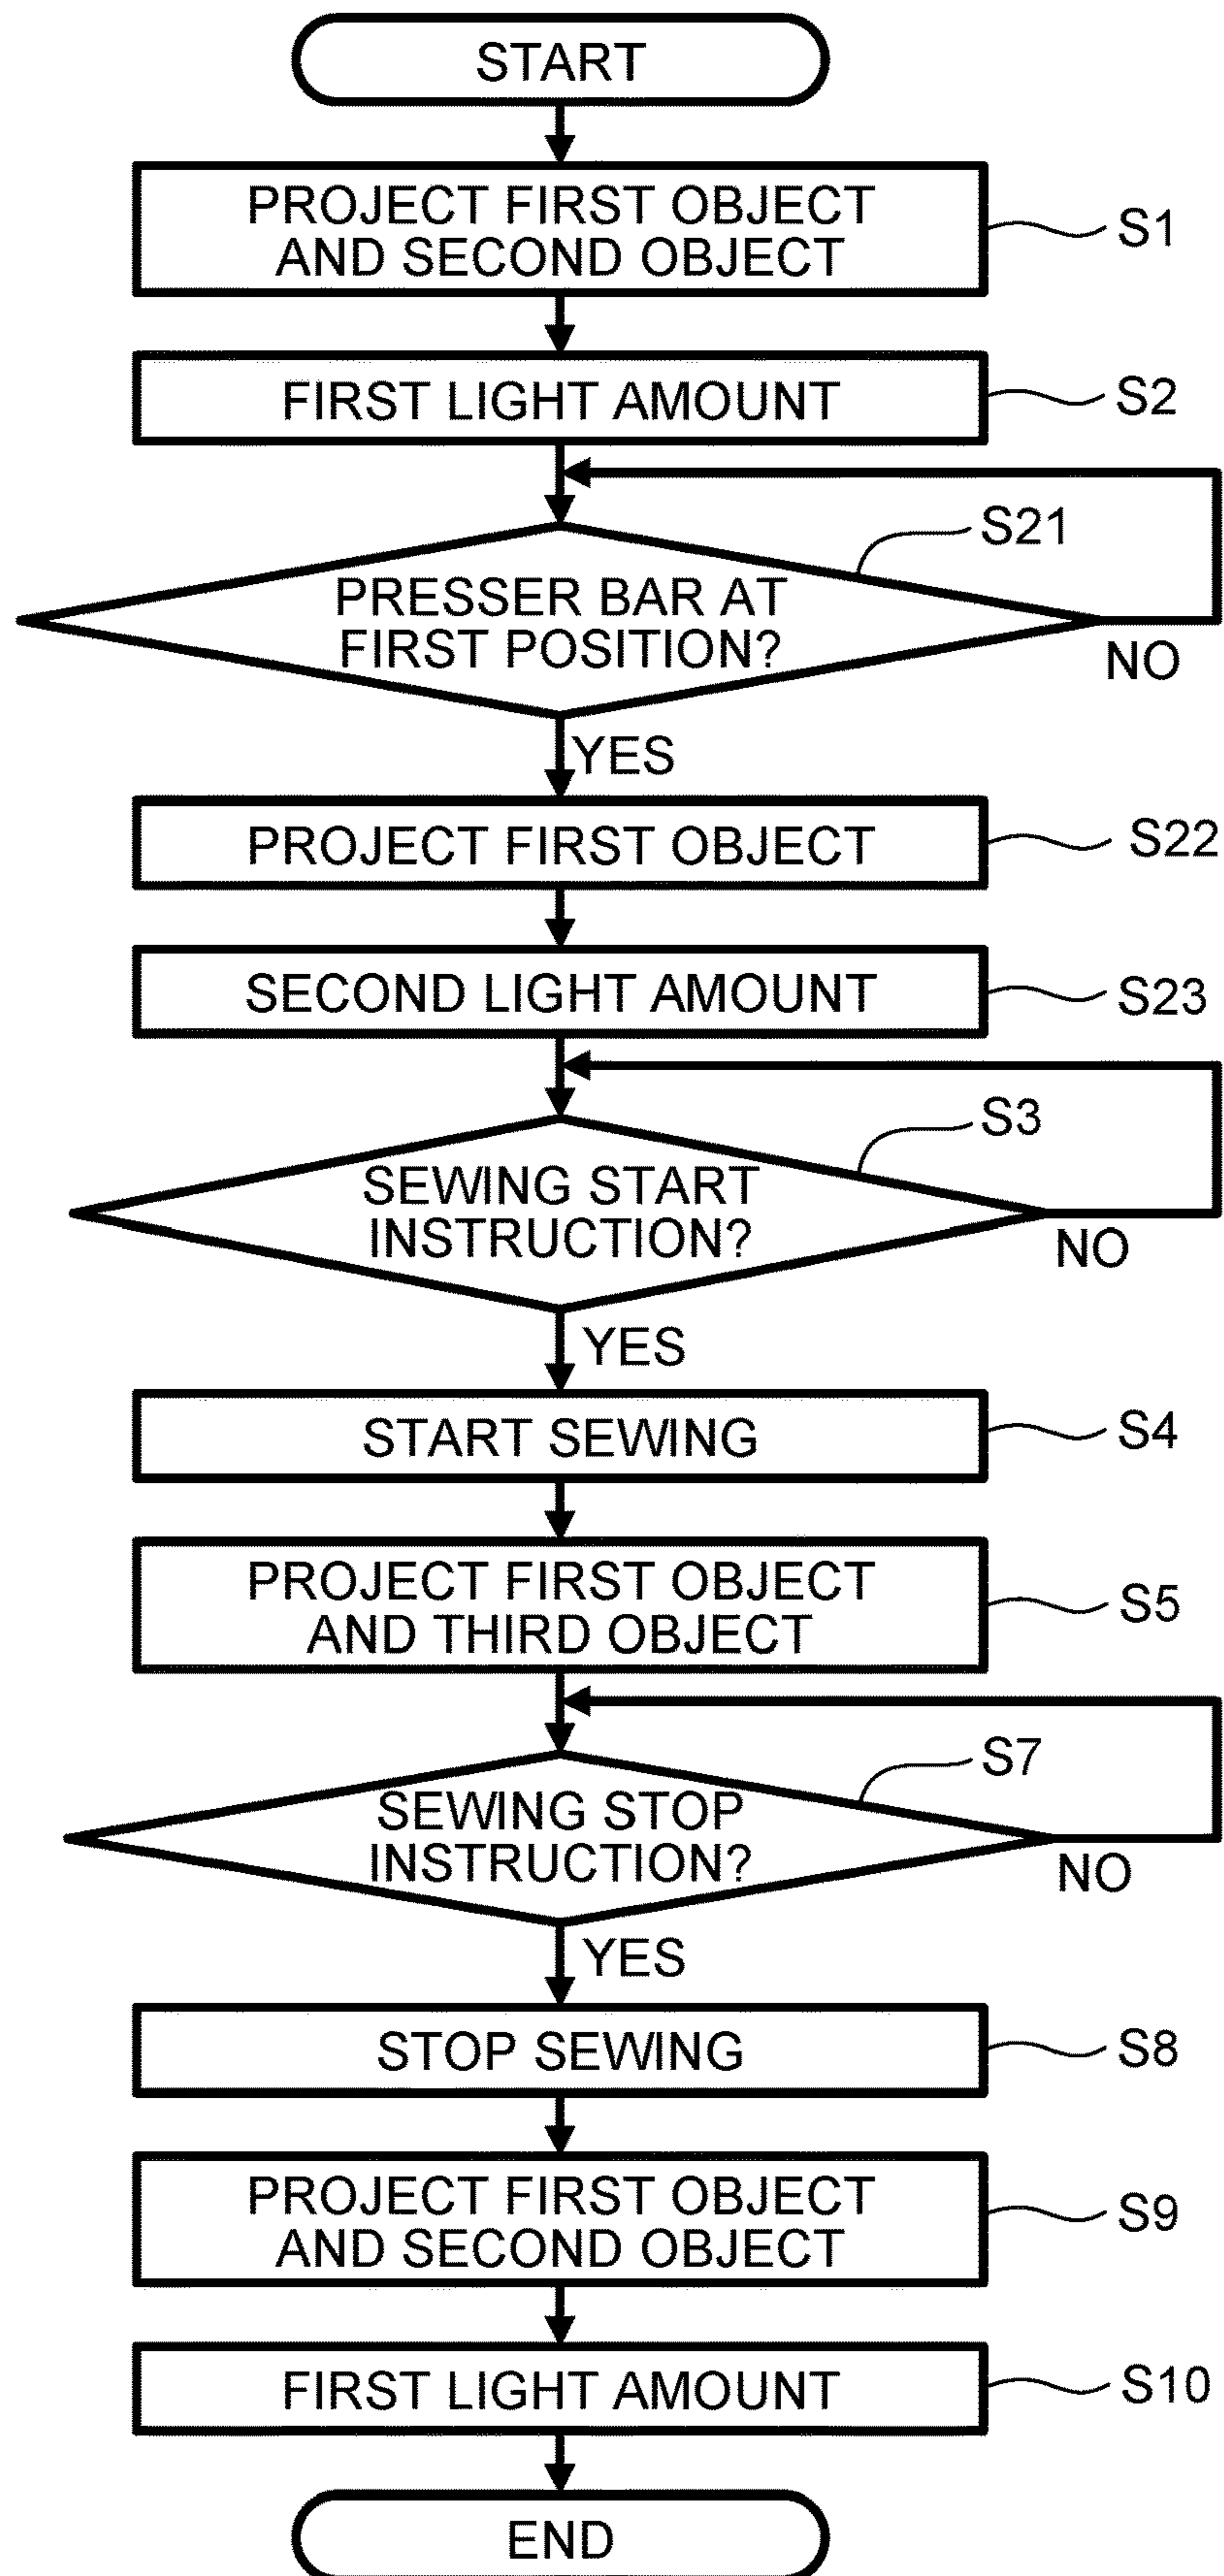 START
PROJECT FIRST OBJECT
AND SECOND OBJECT
S1
FIRST LIGHT AMOUNT
S2
S21
PRESSER BAR AT
FIRST POSITION?
NO
YES
PROJECT FIRST OBJECT
S22
SECOND LIGHT AMOUNT
S23
S3
SEWING START
INSTRUCTION?
NO
YES
START SEWING
S4
PROJECT FIRST OBJECT
AND THIRD OBJECT
S5
S7
SEWING STOP
INSTRUCTION?
NO
YES
STOP SEWING
S8
PROJECT FIRST OBJECT
AND SECOND OBJECT
S9
FIRST LIGHT AMOUNT
S10
END